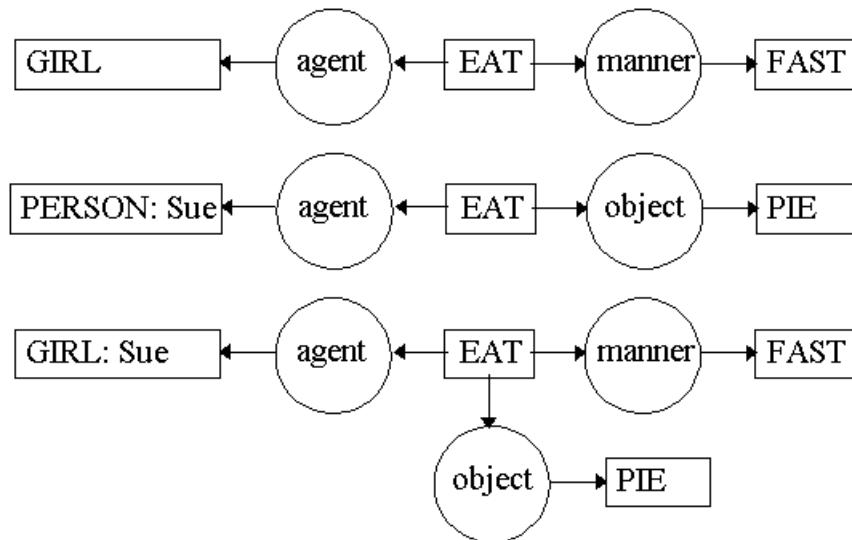 GIRL agent EAT manner FAST
PERSON: Sue agent EAT object PIE
GIRL: Sue agent EAT manner FAST
object PIE